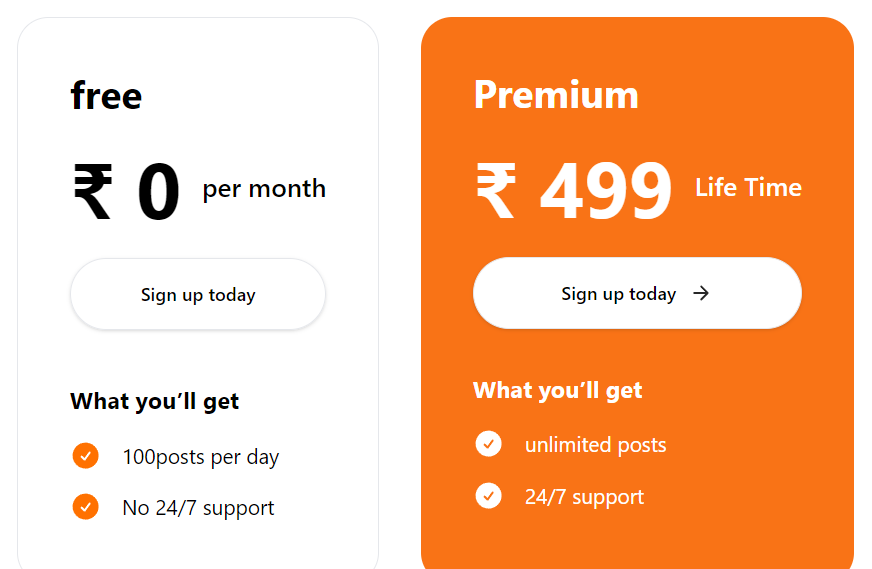 free
₹ 0 per month
Sign up today
What you’ll get
100posts per day
No 24/7 support
Premium
₹ 499 Life Time
Sign up today →
What you’ll get
unlimited posts
24/7 support